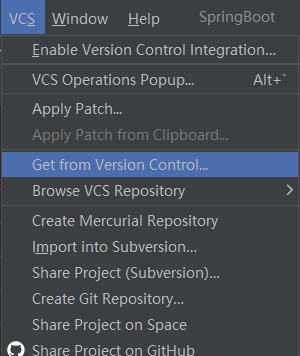 VCS Window Help SpringBoot
Enable Version Control Integration...
VCS Operations Popup... Alt+`
Apply Patch...
Apply Patch from Clipboard...
Get from Version Control...
Browse VCS Repository
Create Mercurial Repository
Import into Subversion...
Share Project (Subversion)...
Create Git Repository...
Share Project on Space
Share Project on GitHub